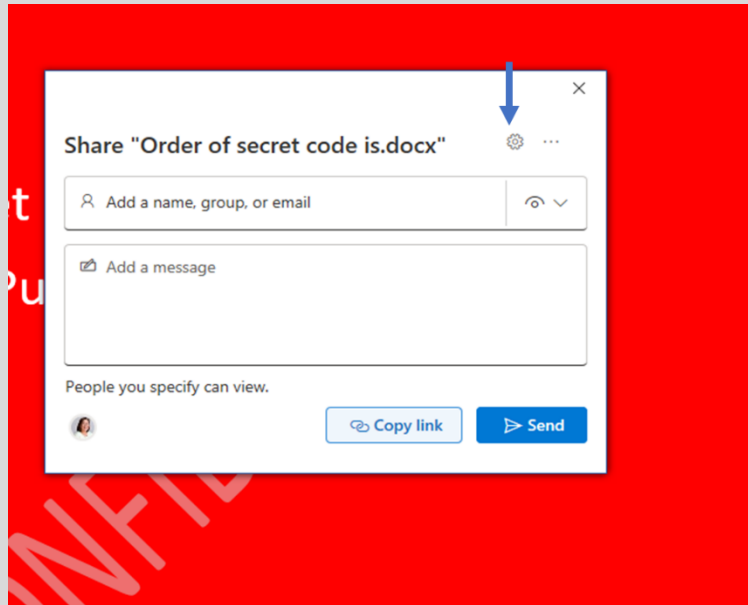 Share "Order of secret code is.docx"
t
Add a name, group, or email
Pu
Add a message
People you specify can view.
Copy link
Send